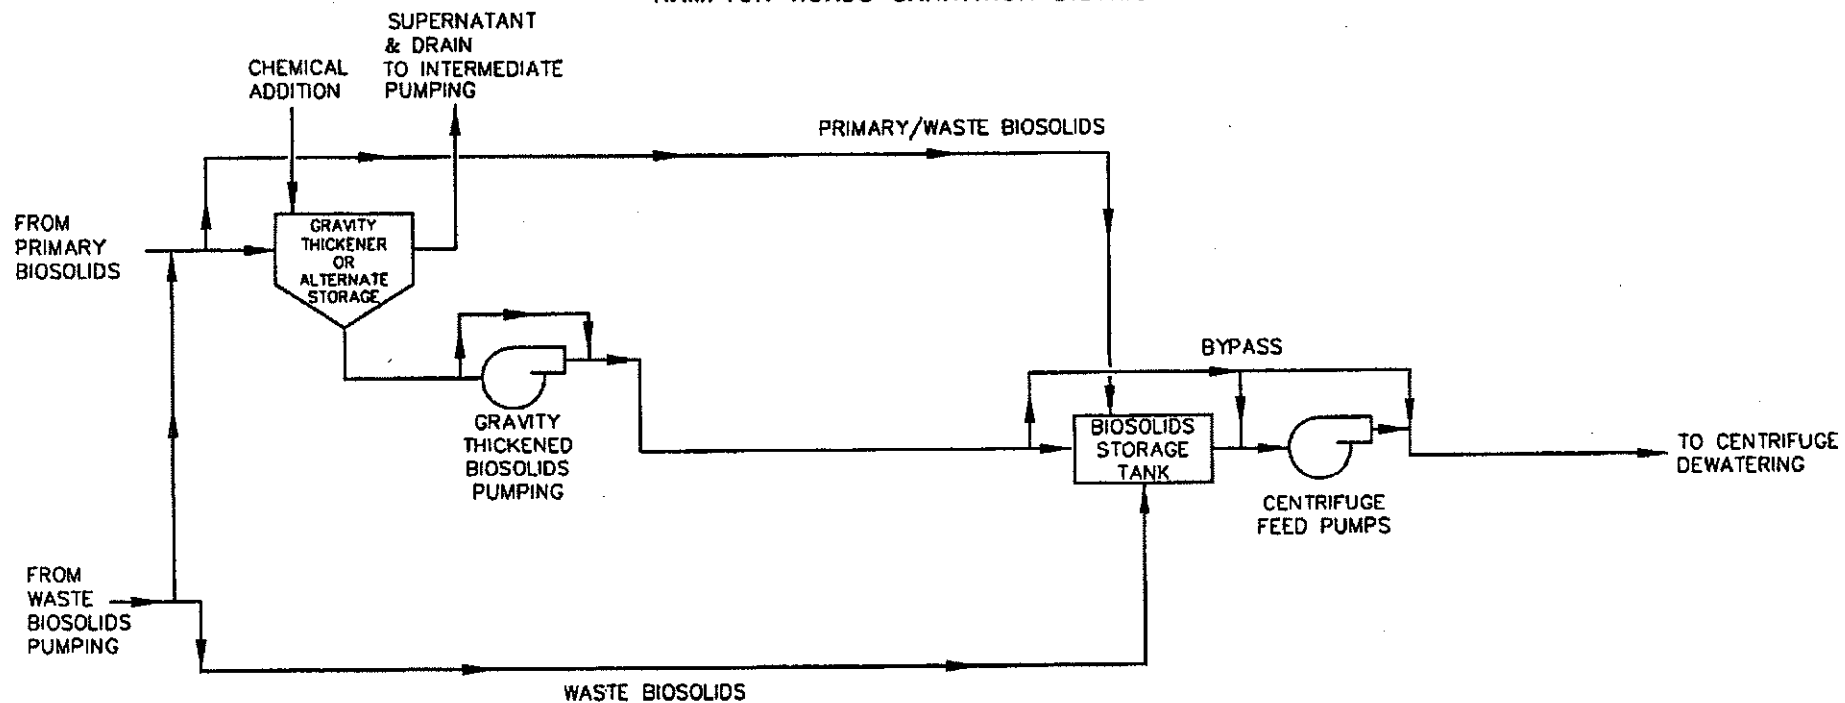 SUPERNATANT
& DRAIN
TO INTERMEDIATE
PUMPING
CHEMICAL
ADDITION
PRIMARY/WASTE BIOSOLIDS
FROM
PRIMARY
BIOSOLIDS
GRAVITY
THICKENER
OR
ALTERNATE
STORAGE
BYPASS
GRAVITY
THICKENED
BIOSOLIDS
PUMPING
BIOSOLIDS
STORAGE
TANK
TO CENTRIFUGE
DEWATERING
CENTRIFUGE
FEED PUMPS
FROM
WASTE
BIOSOLIDS
PUMPING
WASTE BIOSOLIDS